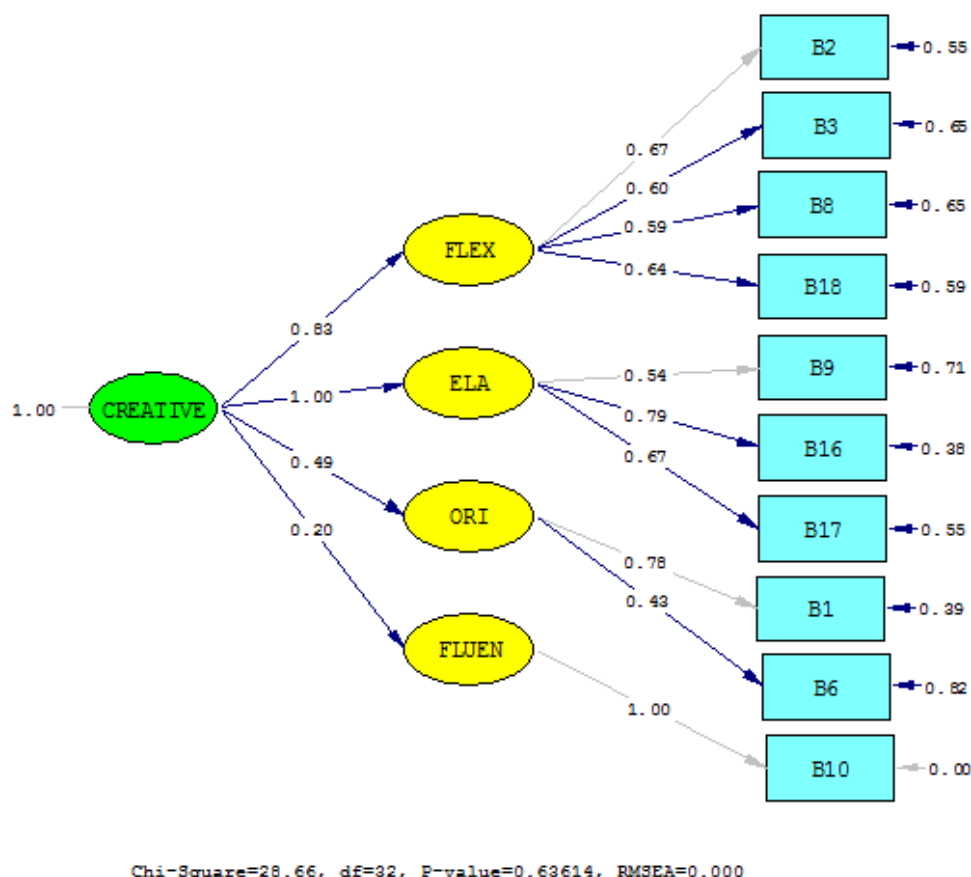 B2
0.55
B3
0.65
0.67
0.60
B8
0.65
0.59
FLEX
0.64
B18
0.59
0.83
B9
0.71
ELA
0.54
1.00
0.79
1.00
CREATIVE
B16
0.38
0.67
0.49
ORI
B17
0.55
0.20
0.78
0.43
B1
0.39
FLUEN
B6
0.82
1.00
B10
0.00
Chi-Square=28.66, df=32, P-value=0.63614, RMSEA=0.000